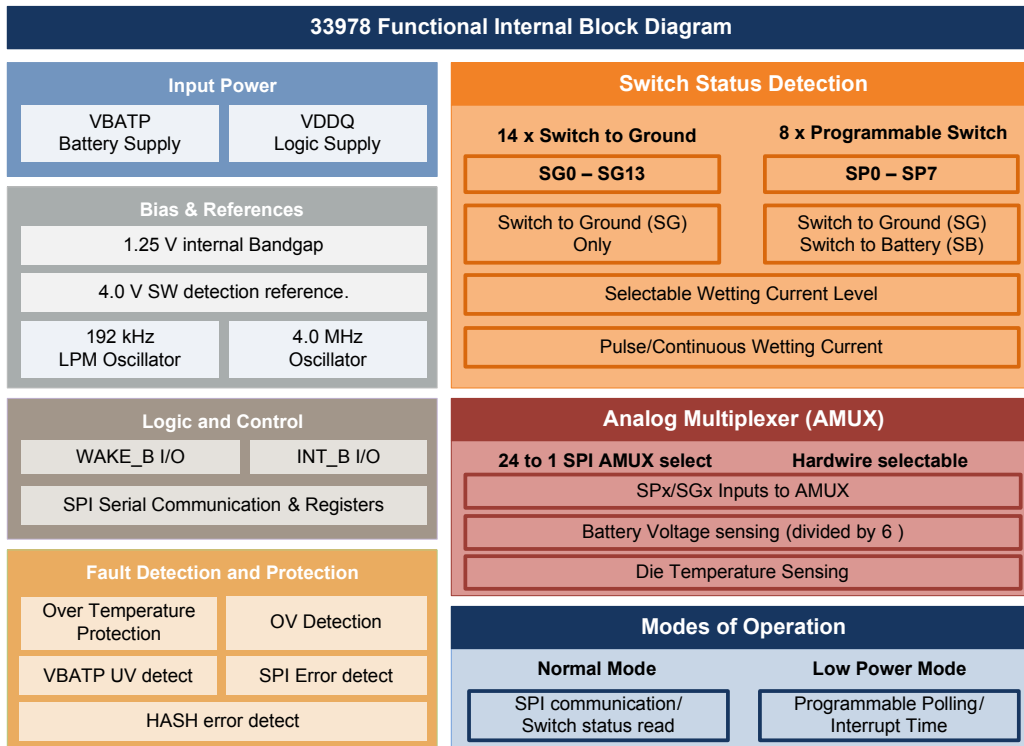 33978 Functional Internal Block Diagram
Input Power
VBATP
Battery Supply
VDDQ
Logic Supply
Bias & References
1.25 V internal Bandgap
4.0 V SW detection reference.
192 kHz
LPM Oscillator
4.0 MHz
Oscillator
Logic and Control
WAKE_B I/O
INT_B I/O
SPI Serial Communication & Registers
Fault Detection and Protection
Over Temperature
Protection
OV Detection
VBATP UV detect
SPI Error detect
HASH error detect
Switch Status Detection
14 x Switch to Ground
8 x Programmable Switch
SG0 – SG13
SP0 – SP7
Switch to Ground (SG)
Only
Switch to Ground (SG)
Switch to Battery (SB)
Selectable Wetting Current Level
Pulse/Continuous Wetting Current
Analog Multiplexer (AMUX)
24 to 1 SPI AMUX select
Hardwire selectable
SPx/SGx Inputs to AMUX
Battery Voltage sensing (divided by 6 )
Die Temperature Sensing
Modes of Operation
Normal Mode
Low Power Mode
SPI communication/
Switch status read
Programmable Polling/
Interrupt Time